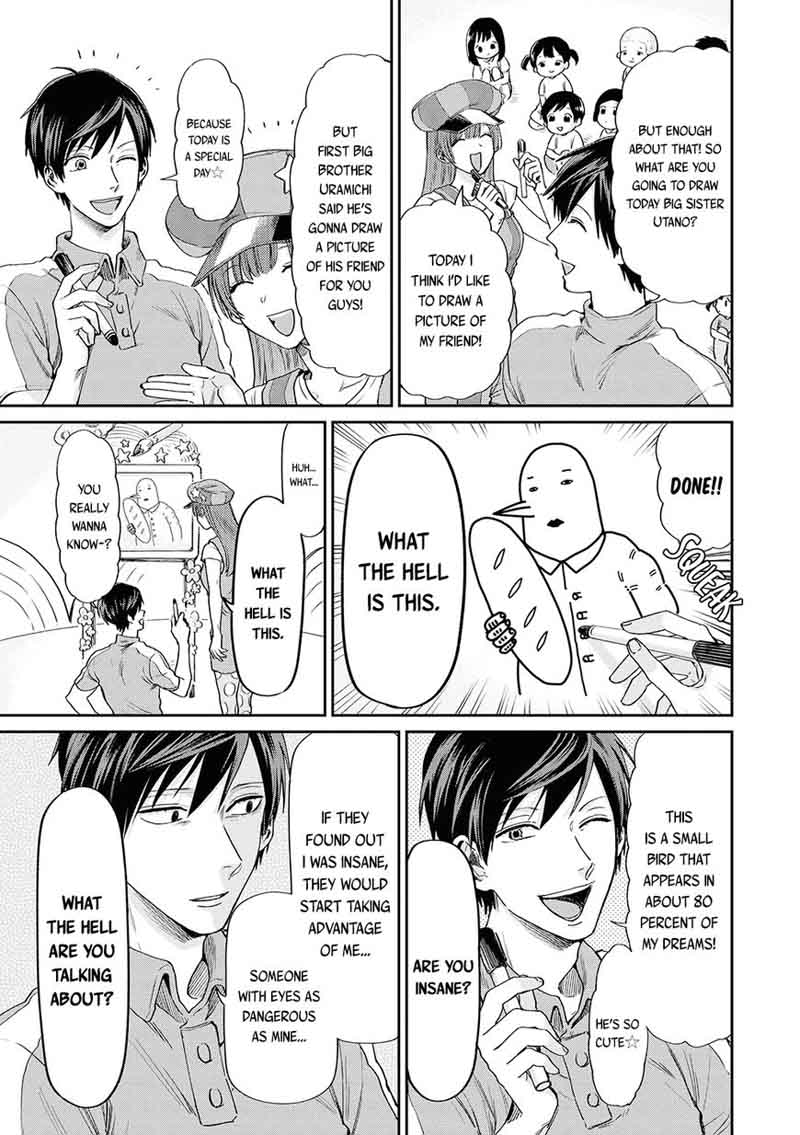 BUT ENOUGH
ABOUT THAT! SO
WHAT ARE YOU
GOING TO DRAW
TODAY BIG SISTER
UTANO?
TODAY I
THINK I'D LIKE
TO DRAW A
PICTURE OF
MY FRIEND!
BUT
FIRST BIG
BROTHER
URAMICHI
SAID HE'S
GONNA DRAW
A PICTURE
OF HIS FRIEND
FOR YOU
GUYS!
BECAUSE
TODAY IS
A SPECIAL
DAY☆
DONE!!
SQUEAK
WHAT
THE HELL
IS THIS.
HUH...
WHAT...
WHAT
THE HELL
IS THIS.
YOU
REALLY
WANNA
KNOW~?
THIS
IS A SMALL
BIRD THAT
APPEARS IN
ABOUT 80
PERCENT OF
MY DREAMS!
HE'S SO
CUTE☆
ARE YOU
INSANE?
IF THEY
FOUND OUT
I WAS INSANE,
THEY WOULD
START TAKING
ADVANTAGE
OF ME...
SOMEONE
WITH EYES AS
DANGEROUS
AS MINE...
WHAT
THE HELL
ARE YOU
TALKING
ABOUT?